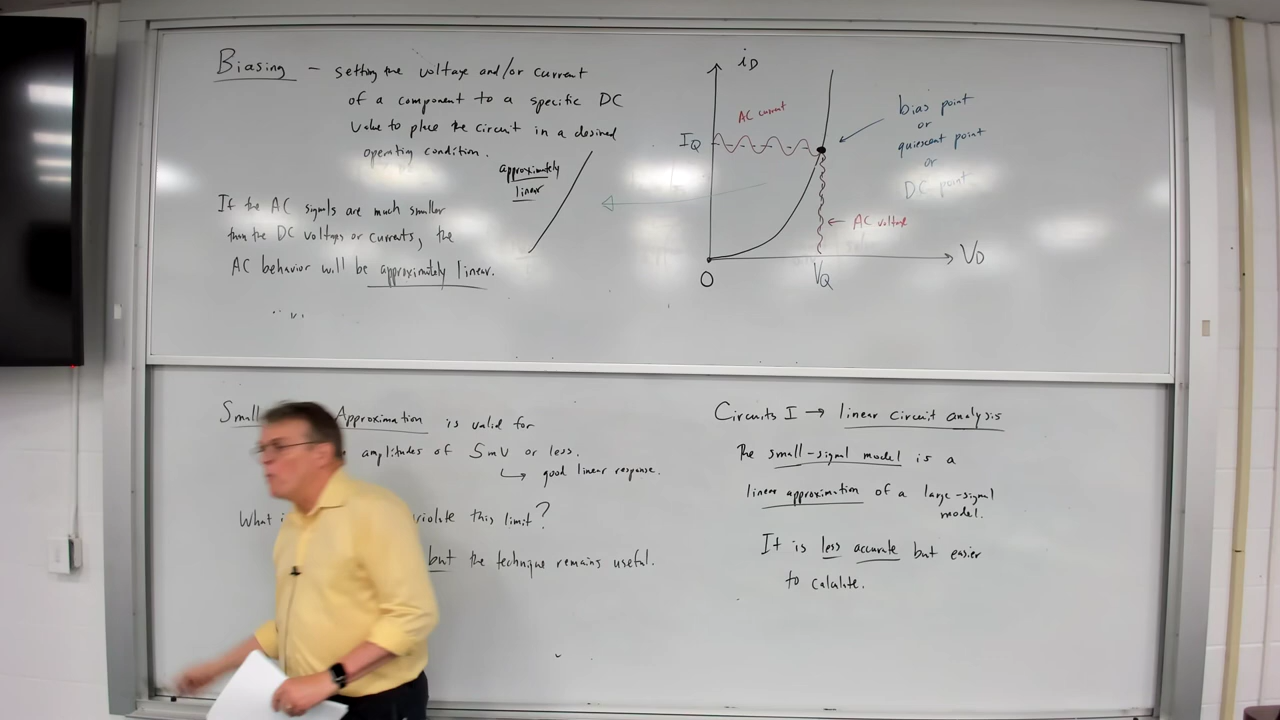 Biasing – setting the voltage and/or current
of a component to a specific DC
value to place the circuit in a desired
operating condition.
approximately
linear
If the AC signals are much smaller
than the DC voltages or currents, the
AC behavior will be approximately linear.
iD
AC current
IQ
bias point
or
quiescent point
or
DC point
AC voltage
O
VQ
VD
Small Approximation is valid for
amplitudes of 5mV or less.
good linear response.
What violate this limit?
but the technique remains useful.
Circuits I → linear circuit analysis
The small-signal model is a
linear approximation of a large-signal
model.
It is less accurate but easier
to calculate.